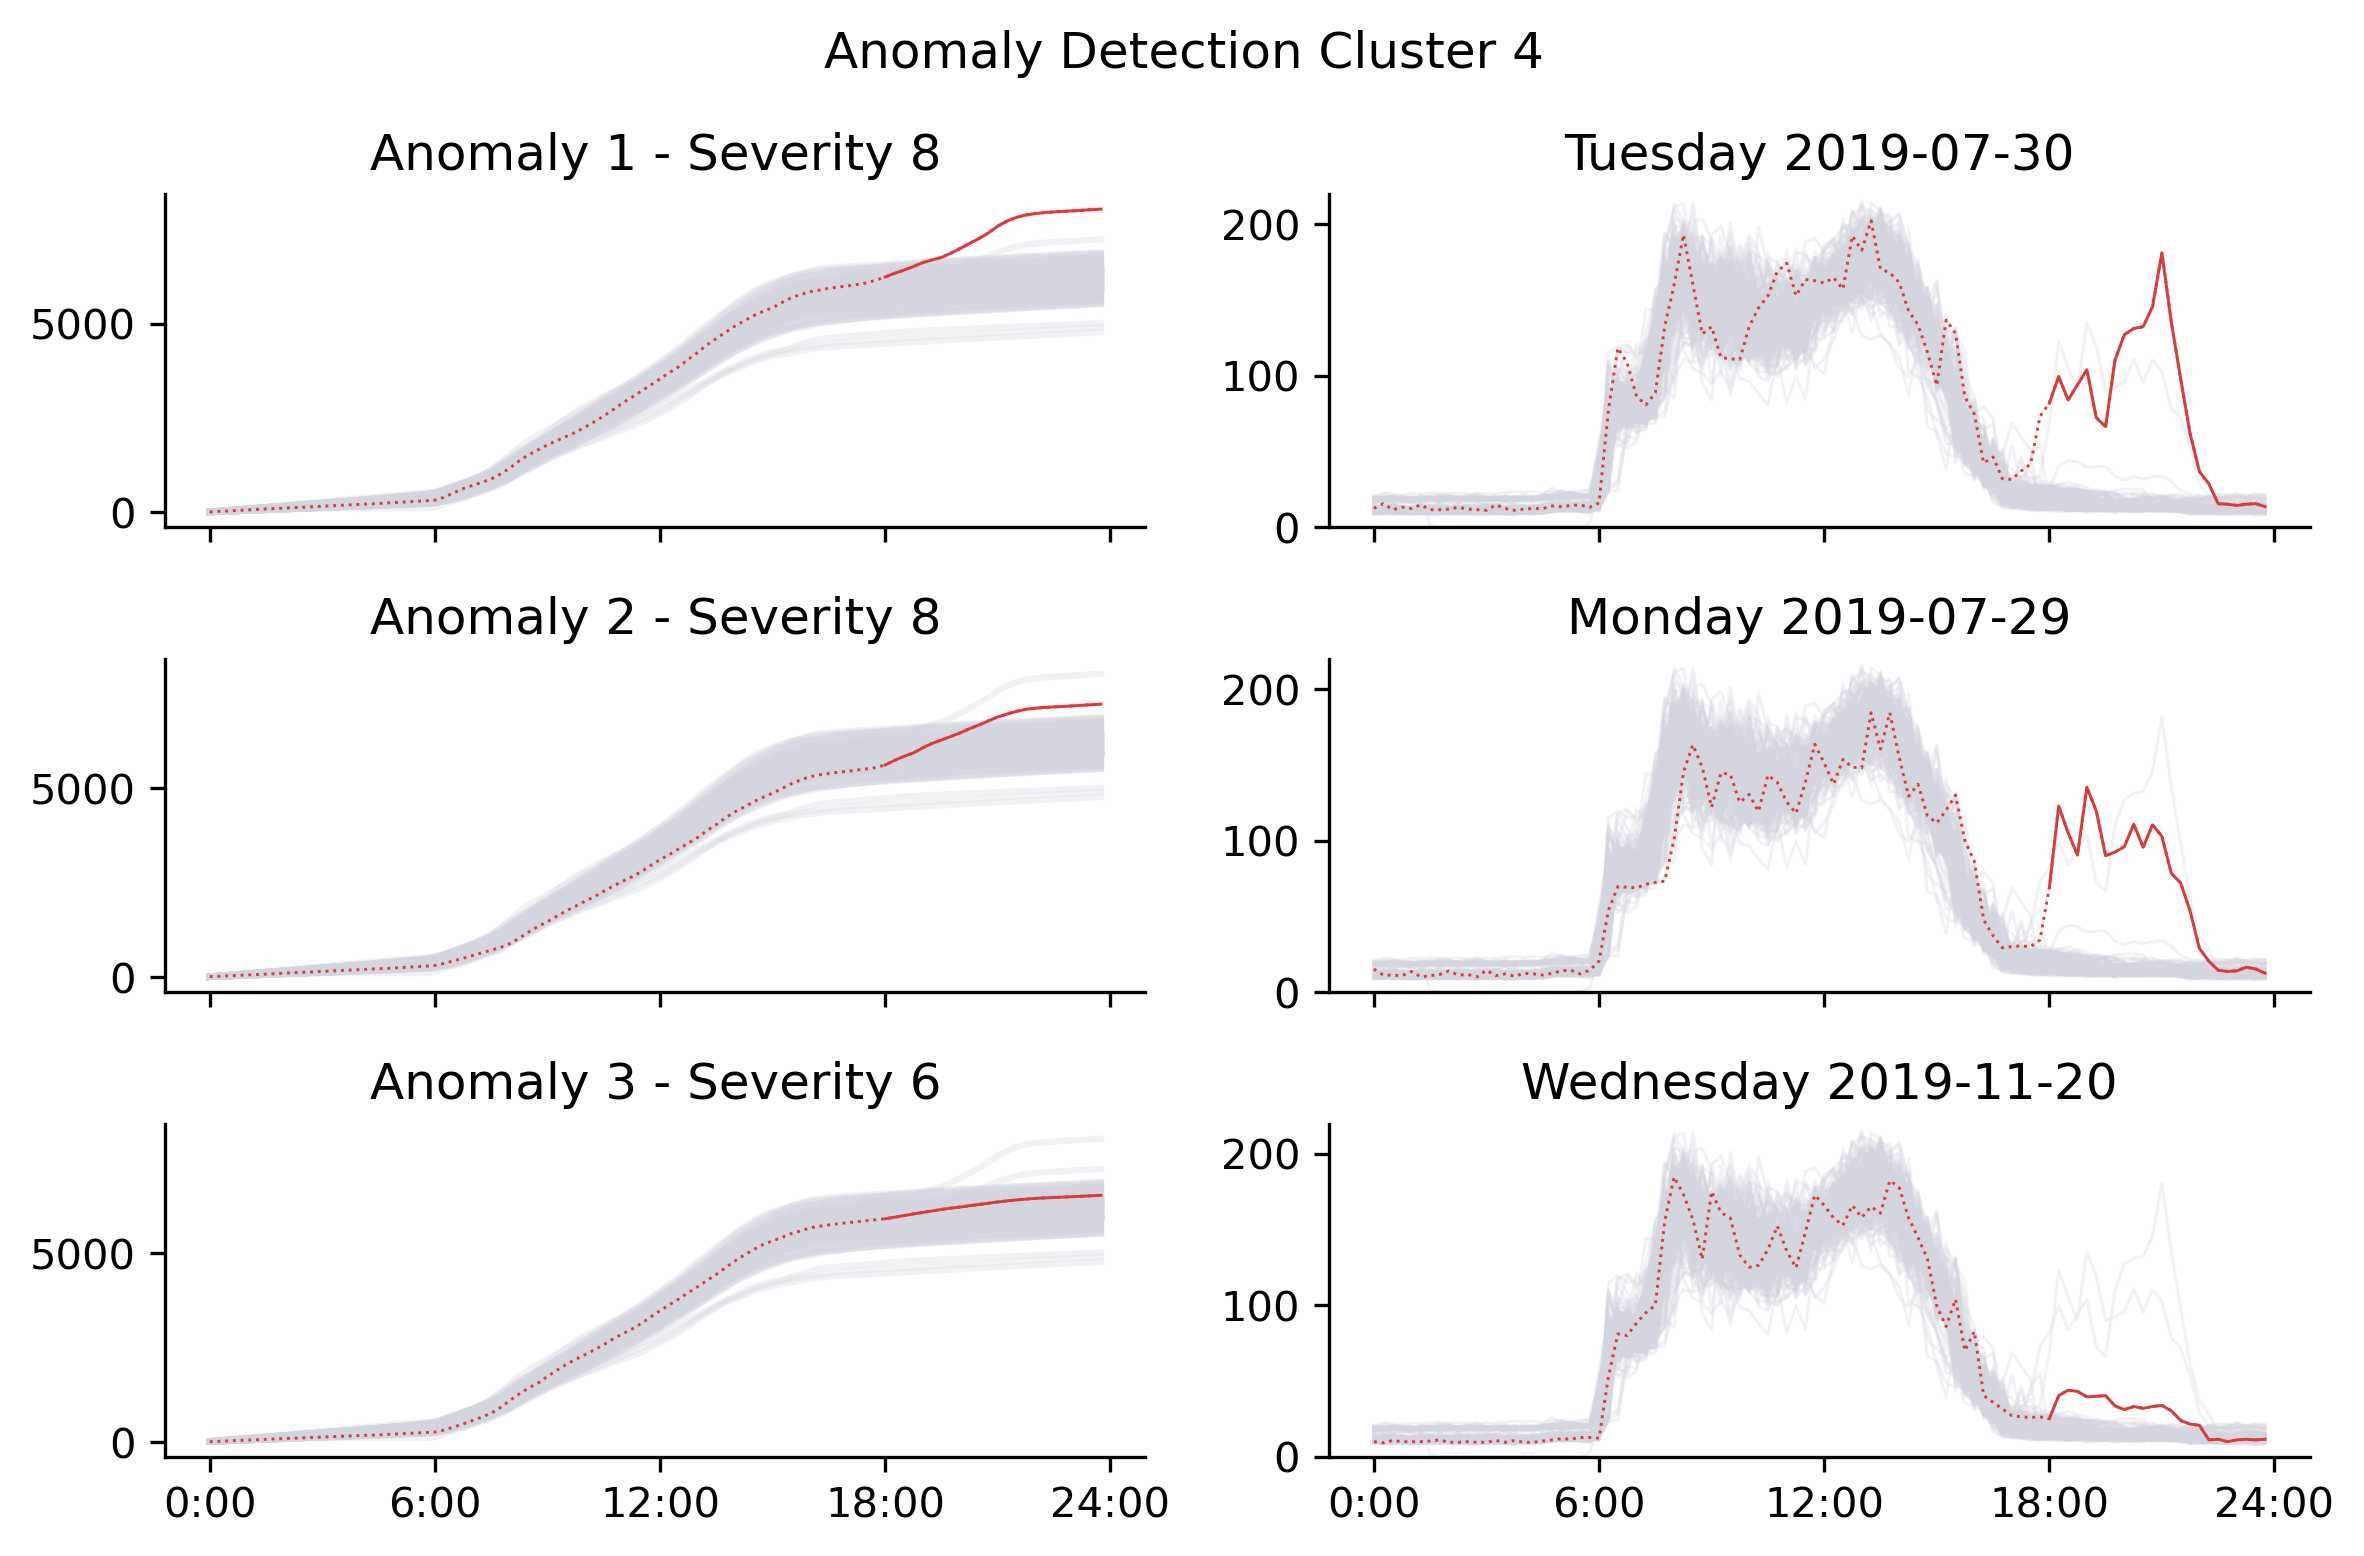 Anomaly Detection Cluster 4
Anomaly 1 - Severity 8
Tuesday 2019-07-30
5000
0
200
100
0
Anomaly 2 - Severity 8
Monday 2019-07-29
5000
0
200
100
0
Anomaly 3 - Severity 6
Wednesday 2019-11-20
5000
0
200
100
0
0:00 6:00 12:00 18:00 24:00
0:00 6:00 12:00 18:00 24:00